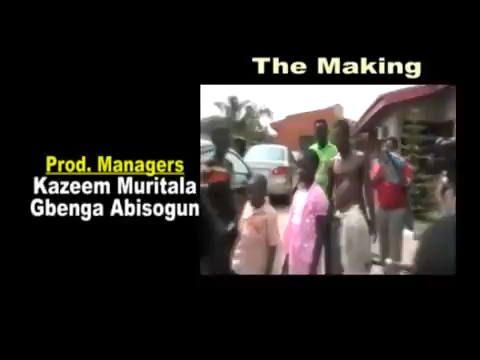 The Making
Prod. Managers
Kazeem Muritala
Gbenga Abisogun